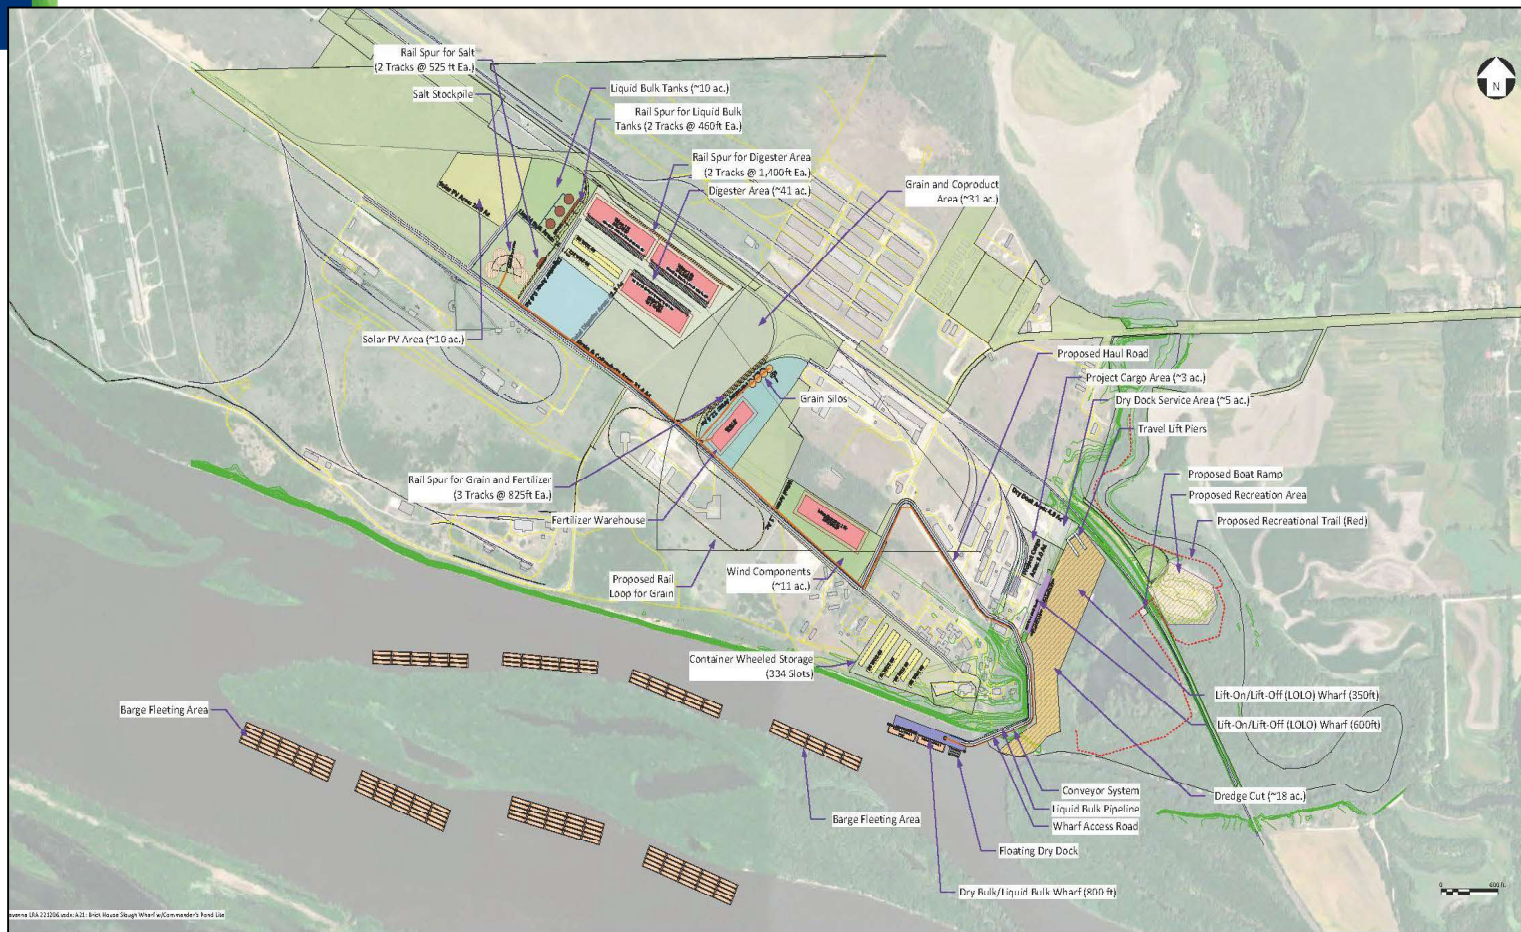 Rail Spur for Salt
(2 Tracks @ 525 ft Ea.)
Salt Stockpile
Liquid Bulk Tanks (~10 ac.)
Rail Spur for Liquid Bulk
Tanks (2 Tracks @ 460ft Ea.)
Rail Spur for Digester Area
(2 Tracks @ 1,400ft Ea.)
Digester Area (~41 ac.)
Grain and Coproduct
Area (~31 ac.)
N
Solar PV Area (~10 ac.)
Proposed Haul Road
Project Cargo Area (~3 ac.)
Dry Dock Service Area (~5 ac.)
Travel Lift Piers
Grain Silos
Proposed Boat Ramp
Proposed Recreation Area
Proposed Recreational Trail (Red)
Rail Spur for Grain and Fertilizer
(3 Tracks @ 825ft Ea.)
Fertilizer Warehouse
Proposed Rail
Loop for Grain
Wind Components
(~11 ac.)
Container Wheeled Storage
(334 Slots)
Lift-On/Lift-Off (LOLO) Wharf (350ft)
Lift-On/Lift-Off (LOLO) Wharf (600ft)
Barge Fleeting Area
Conveyor System
Liquid Bulk Pipeline
Wharf Access Road
Dredge Cut (~18 ac.)
Barge Fleeting Area
Floating Dry Dock
Dry Bulk/Liquid Bulk Wharf (800 ft)
0 600 ft